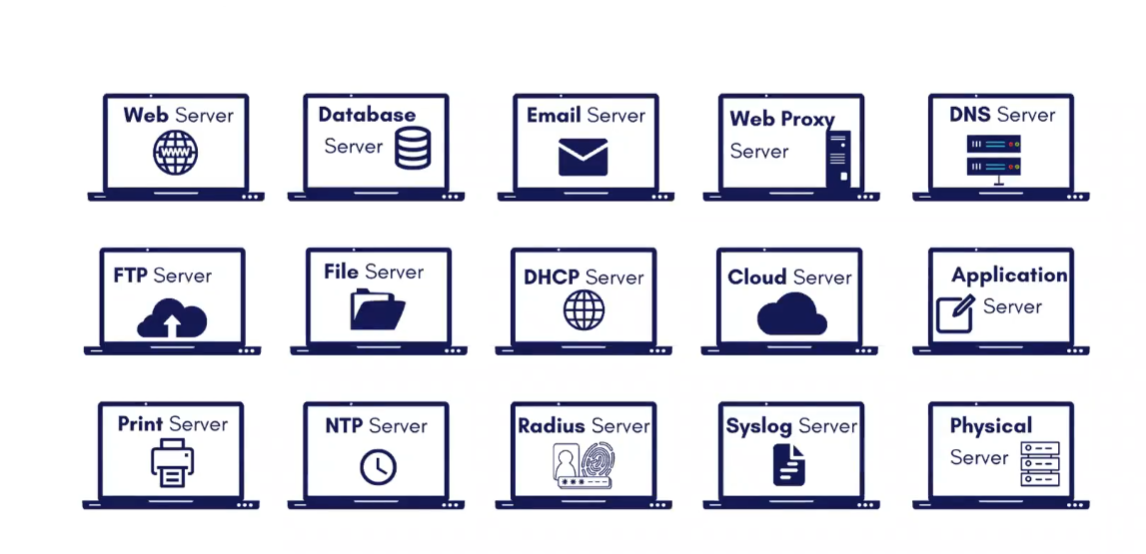 Web Server
WWW
Database
Server
Email Server
Web Proxy
Server
DNS Server
FTP Server
File Server
DHCP Server
Cloud Server
Application
Server
Print Server
NTP Server
Radius Server
Syslog Server
Physical
Server